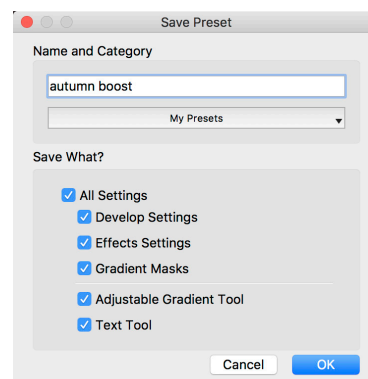 Save Preset
Name and Category
autumn boost
My Presets
Save What?
All Settings
Develop Settings
Effects Settings
Gradient Masks
Adjustable Gradient Tool
Text Tool
Cancel OK